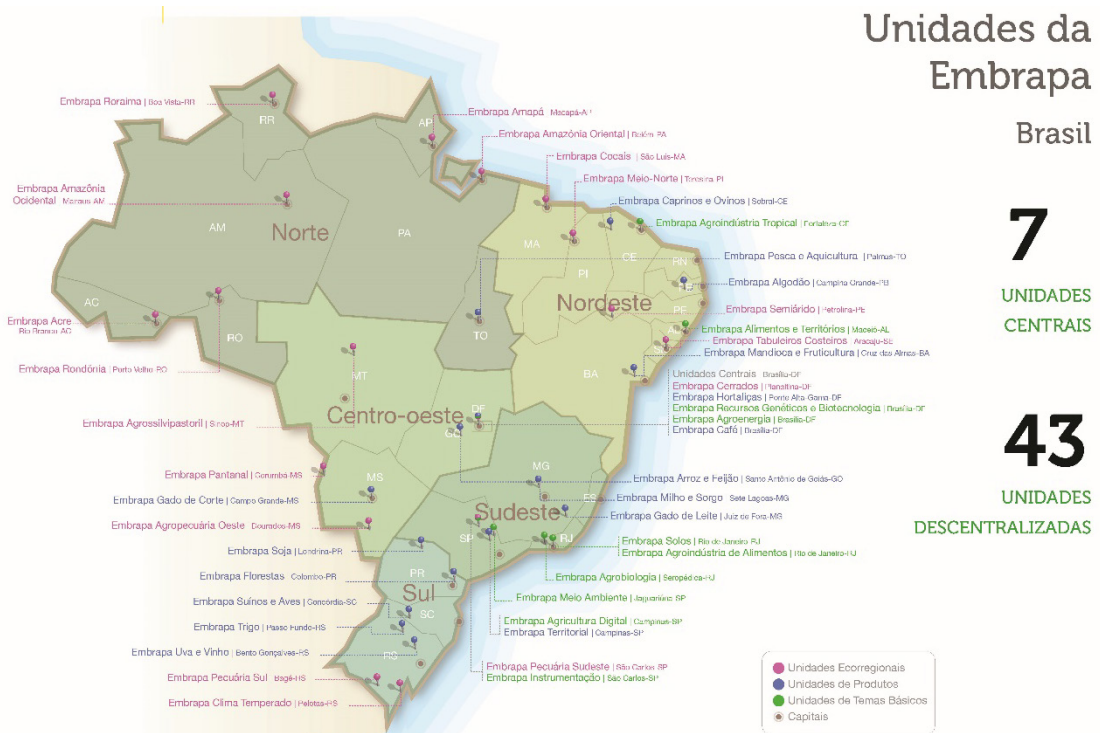 Unidades da
Embrapa
Brasil
7
UNIDADES
CENTRAIS
43
UNIDADES
DESCENTRALIZADAS
Embrapa Roraima | Boa Vista-RR
Embrapa Amapá | Macapá-AP
Embrapa Amazônia Oriental | Belém-PA
Embrapa Cocais | São Luís-MA
Embrapa Meio-Norte | Teresina-PI
Embrapa Caprinos e Ovinos | Sobral-CE
Embrapa Agroindústria Tropical | Fortaleza-CE
Embrapa Pesca e Aquicultura | Palmas-TO
Embrapa Algodão | Campina Grande-PB
Embrapa Semiárido | Petrolina-PE
Embrapa Alimentos e Territórios | Maceió-AL
Embrapa Tabuleiros Costeiros | Aracaju-SE
Embrapa Mandioca e Fruticultura | Cruz das Almas-BA
Unidades Centrais | Brasília-DF
Embrapa Cerrados | Planaltina-DF
Embrapa Hortaliças | Ponte Alta-Gama-DF
Embrapa Recursos Genéticos e Biotecnologia | Brasília-DF
Embrapa Agroenergia | Brasília-DF
Embrapa Café | Brasília-DF
Embrapa Arroz e Feijão | Santo Antônio de Goiás-GO
Embrapa Milho e Sorgo | Sete Lagoas-MG
Embrapa Gado de Leite | Juiz de Fora-MG
Embrapa Solos | Rio de Janeiro-RJ
Embrapa Agroindústria de Alimentos | Rio de Janeiro-RJ
Embrapa Agrobiologia | Seropédica-RJ
Embrapa Meio Ambiente | Jaguariúna-SP
Embrapa Agricultura Digital | Campinas-SP
Embrapa Territorial | Campinas-SP
Embrapa Pecuária Sudeste | São Carlos-SP
Embrapa Instrumentação | São Carlos-SP
Embrapa Amazônia
Ocidental | Manaus-AM
Embrapa Acre
Rio Branco-AC
Embrapa Rondônia | Porto Velho-RO
Embrapa Agrossilvipastoril | Sinop-MT
Embrapa Pantanal | Corumbá-MS
Embrapa Gado de Corte | Campo Grande-MS
Embrapa Agropecuária Oeste | Dourados-MS
Embrapa Soja | Londrina-PR
Embrapa Florestas | Colombo-PR
Embrapa Suínos e Aves | Concórdia-SC
Embrapa Trigo | Passo Fundo-RS
Embrapa Uva e Vinho | Bento Gonçalves-RS
Embrapa Pecuária Sul | Bagé-RS
Embrapa Clima Temperado | Pelotas-RS
RR
AP
AM
Norte
PA
MA
CE
RN
PI
Nordeste
PE
AC
RO
TO
AL
SE
BA
MT
Centro-oeste
DF
GO
MG
ES
MS
Sudeste
SP
RJ
PR
Sul
SC
RS
Unidades Ecorregionais
Unidades de Produtos
Unidades de Temas Básicos
Capitais